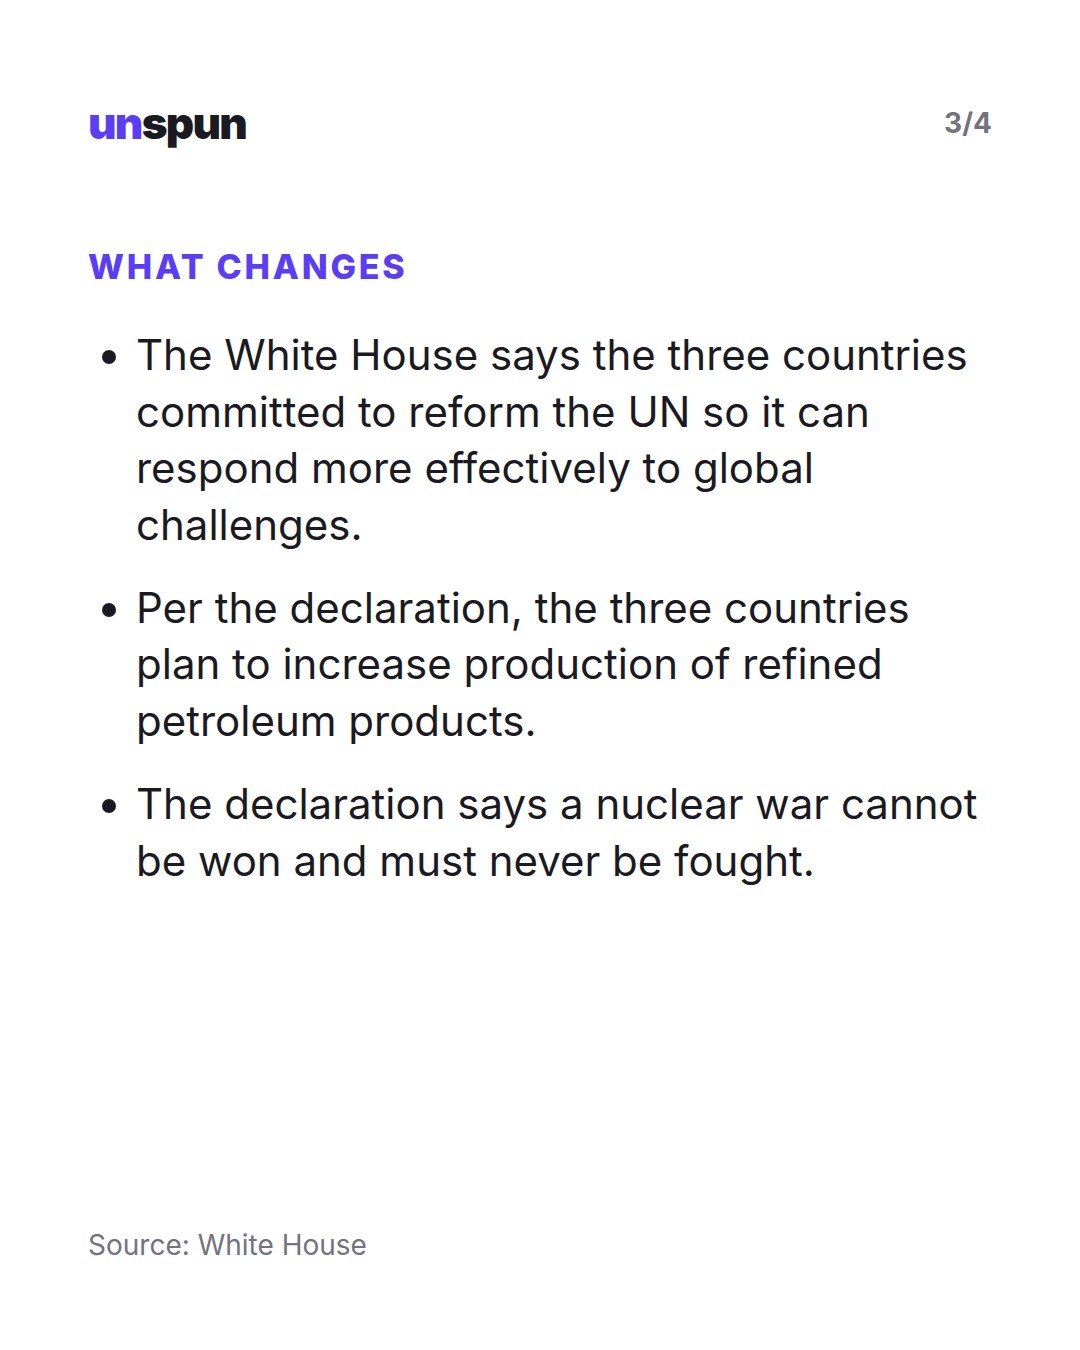 unspun
3/4
WHAT CHANGES
• The White House says the three countries
committed to reform the UN so it can
respond more effectively to global
challenges.
• Per the declaration, the three countries
plan to increase production of refined
petroleum products.
• The declaration says a nuclear war cannot
be won and must never be fought.
Source: White House